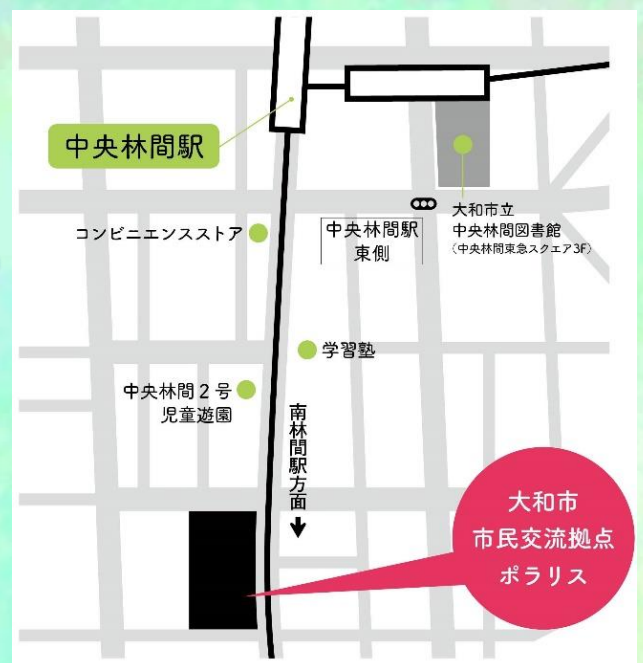 中央林間駅
コンビニエンスストア
中央林間駅
東側
大和市立
中央林間図書館
(中央林間東急スクエア3F)
学習塾
中央林間2号
児童遊園
南林間駅方面
大和市
市民交流拠点
ポラリス